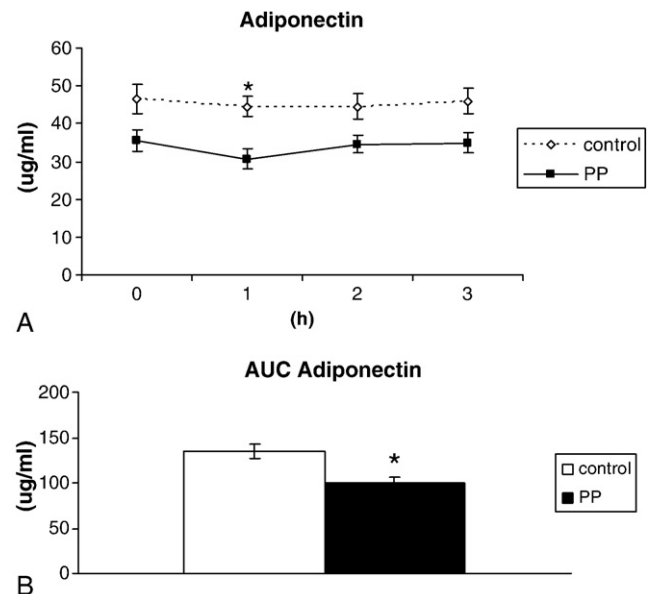 Adiponectin
60
50
40
30
20
10
0
(ug/ml)
*
0 1 2 3
(h)
control
PP
A
AUC Adiponectin
200
150
100
50
0
(ug/ml)
*
control
PP
B